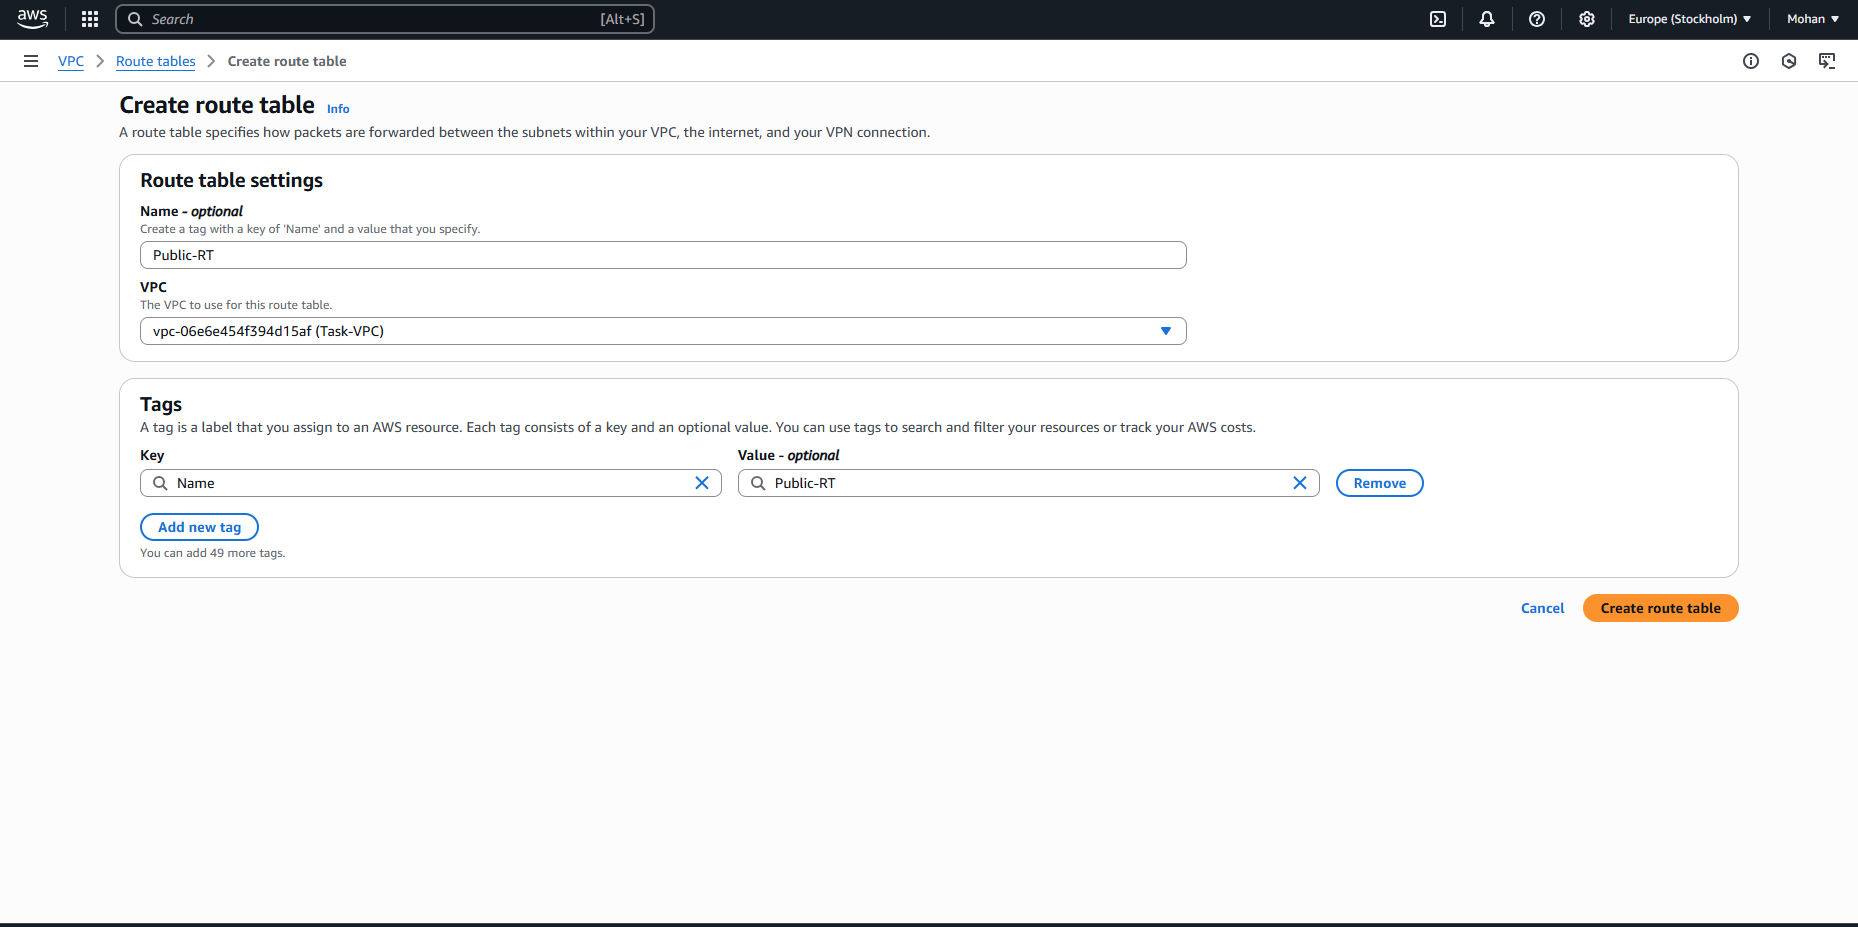 aws
Search [Alt+S]
Europe (Stockholm) Mohan
VPC Route tables Create route table
Create route table Info
A route table specifies how packets are forwarded between the subnets within your VPC, the internet, and your VPN connection.
Route table settings
Name - optional
Create a tag with a key of 'Name' and a value that you specify.
Public-RT
VPC
The VPC to use for this route table.
vpc-06e6e454f394d15af (Task-VPC)
Tags
A tag is a label that you assign to an AWS resource. Each tag consists of a key and an optional value. You can use tags to search and filter your resources or track your AWS costs.
Key Value - optional
Name Public-RT Remove
Add new tag
You can add 49 more tags.
Cancel Create route table